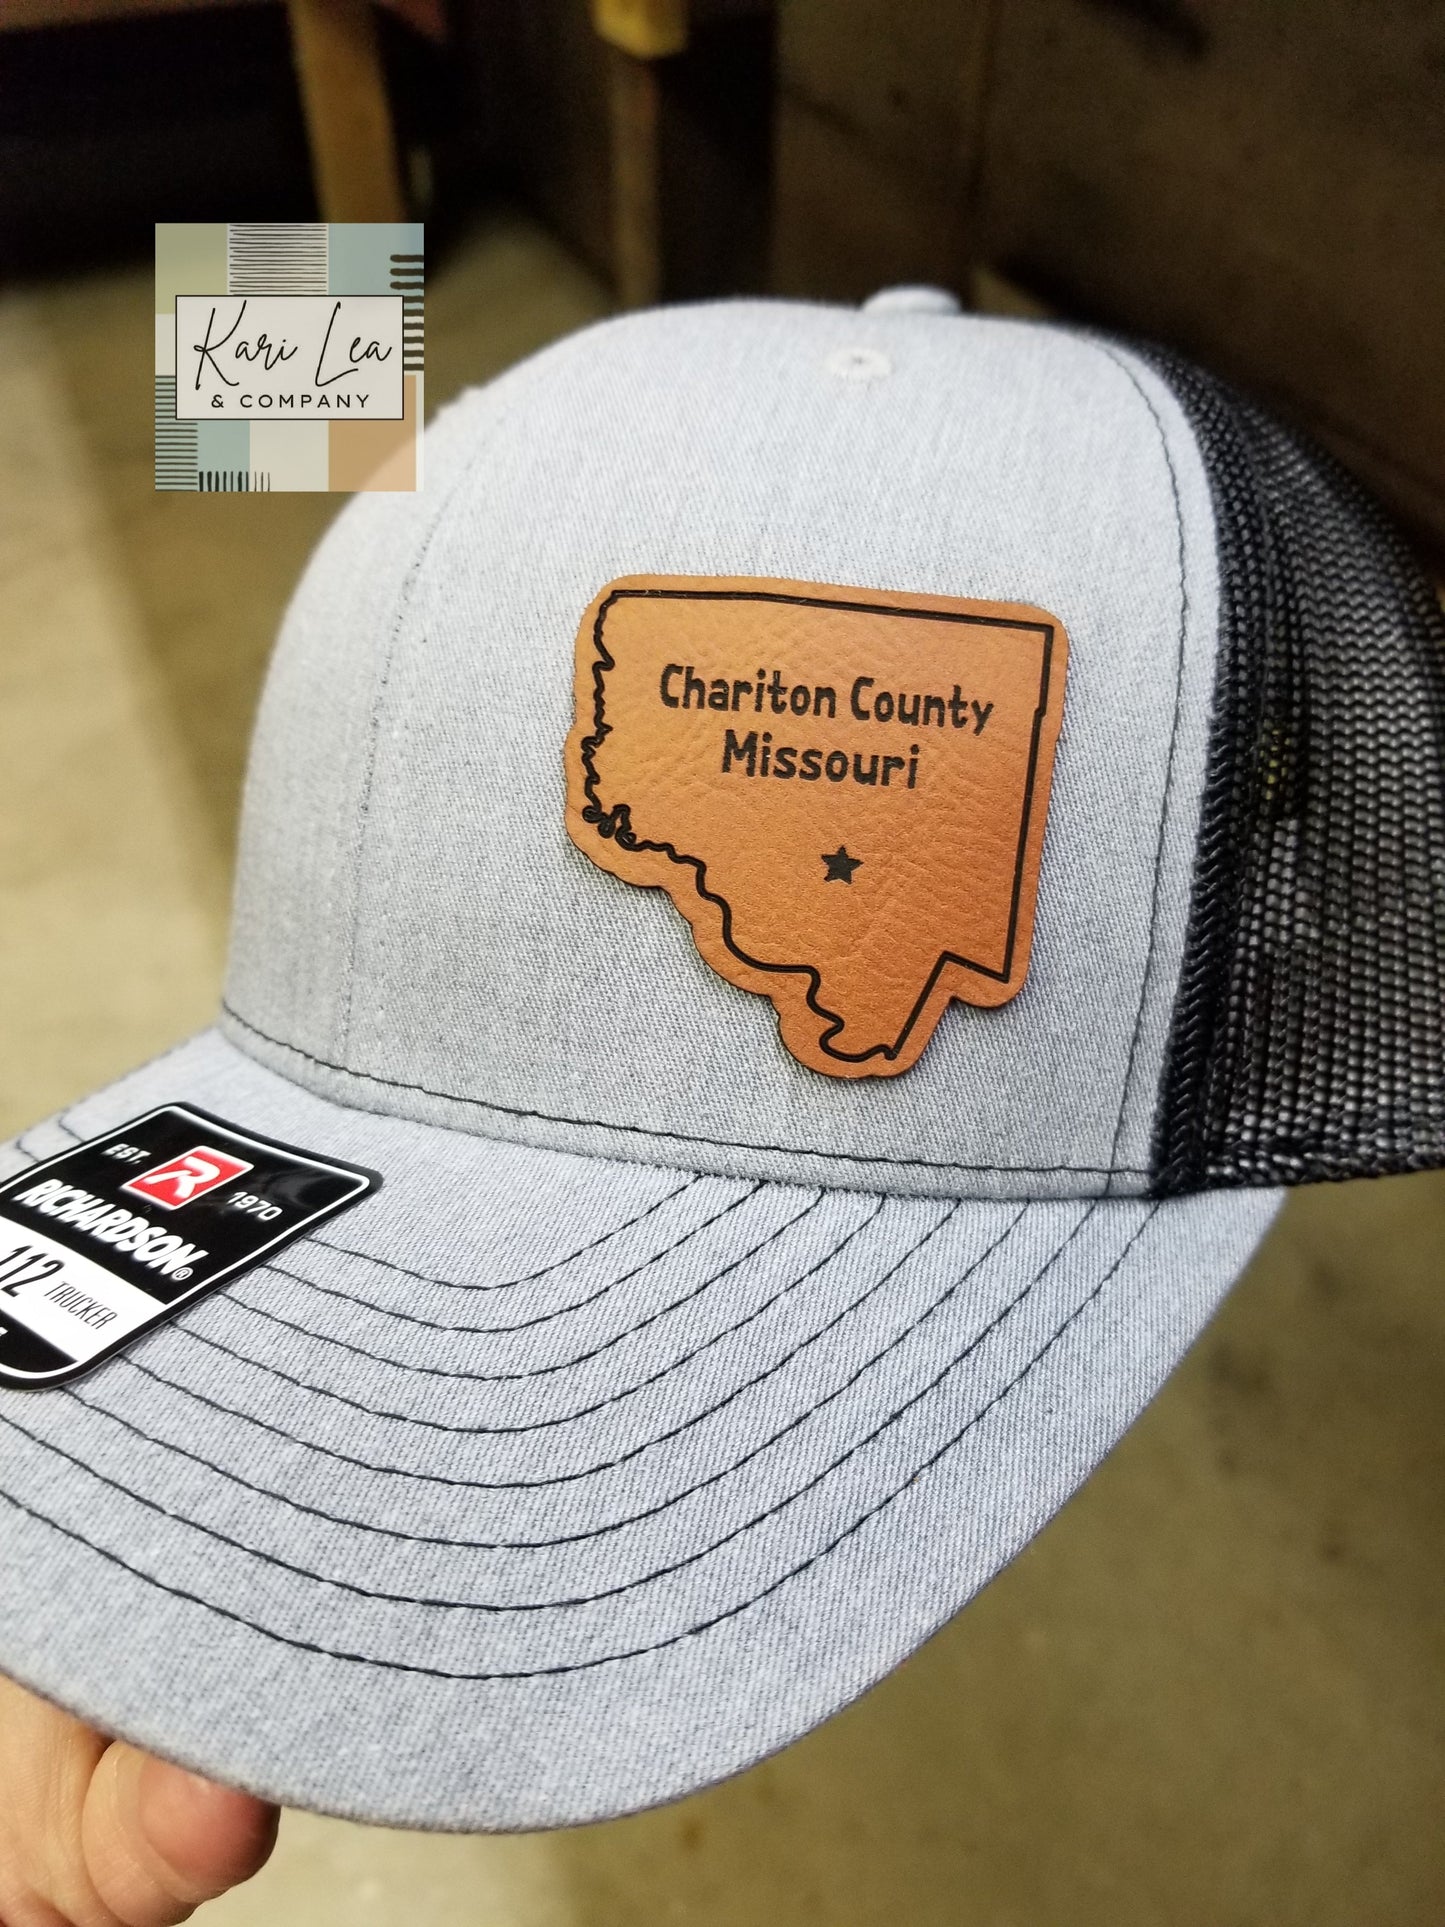 Kari Lea
& COMPANY
Chariton County
Missouri
EST. R 1970
RICHARDSON®
112 TRUCKER